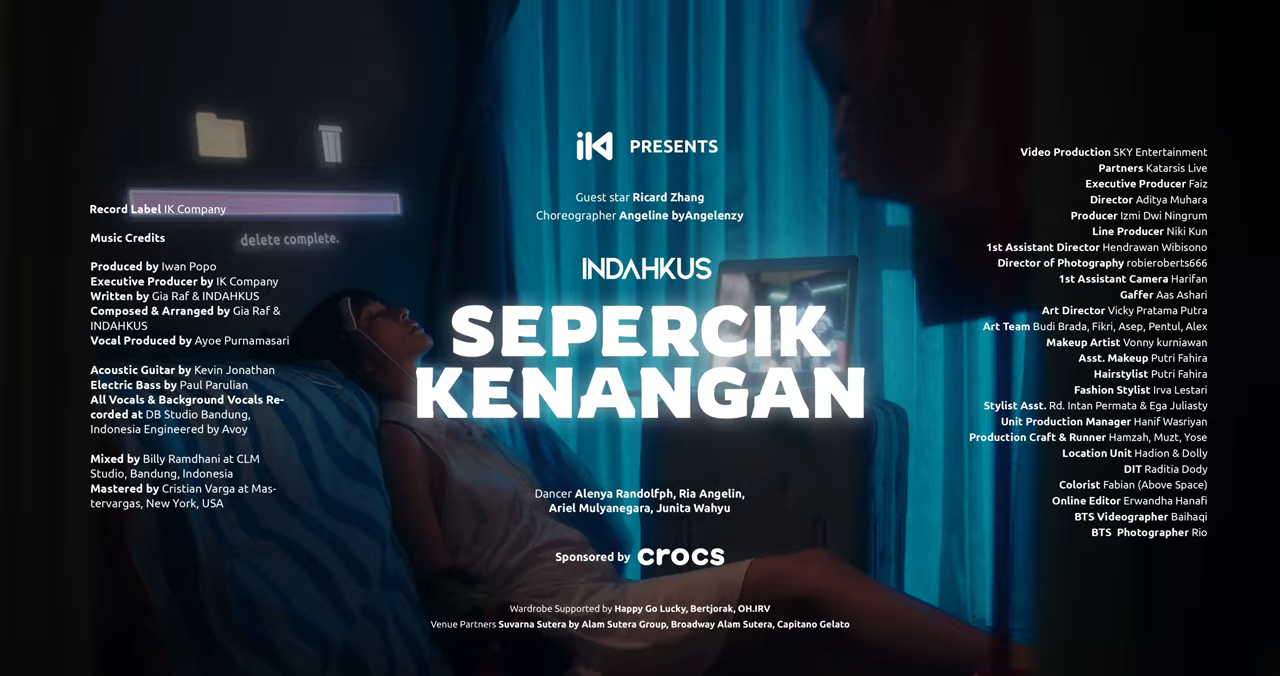 iK PRESENTS
Guest star Ricard Zhang
Choreographer Angeline byAngelenzy
INDAHKUS
SEPERCIK
KENANGAN
Dancer Alenya Randolfph, Ria Angelin,
Ariel Mulyanegara, Junita Wahyu
Sponsored by crocs
Wardrobe Supported by Happy Go Lucky, Bertjorak, OH.IRV
Venue Partners Suvarna Sutera by Alam Sutera Group, Broadway Alam Sutera, Capitano Gelato
Record Label IK Company
delete complete.
Music Credits
Produced by Iwan Popo
Executive Producer by IK Company
Written by Gia Raf & INDAHKUS
Composed & Arranged by Gia Raf &
INDAHKUS
Vocal Produced by Ayoe Purnamasari
Acoustic Guitar by Kevin Jonathan
Electric Bass by Paul Parulian
All Vocals & Background Vocals Re-
corded at DB Studio Bandung,
Indonesia Engineered by Avoy
Mixed by Billy Ramdhani at CLM
Studio, Bandung, Indonesia
Mastered by Cristian Varga at Mas-
tervargas, New York, USA
Video Production SKY Entertainment
Partners Katarsis Live
Executive Producer Faiz
Director Aditya Muhara
Producer Izmi Dwi Ningrum
Line Producer Niki Kun
1st Assistant Director Hendrawan Wibisono
Director of Photography robieroberts666
1st Assistant Camera Harifan
Gaffer Aas Ashari
Art Director Vicky Pratama Putra
Art Team Budi Brada, Fikri, Asep, Pentul, Alex
Makeup Artist Vonny kurniawan
Asst. Makeup Putri Fahira
Hairstylist Putri Fahira
Fashion Stylist Irva Lestari
Stylist Asst. Rd. Intan Permata & Ega Juliasty
Unit Production Manager Hanif Wasriyan
Production Craft & Runner Hamzah, Muzt, Yose
Location Unit Hadion & Dolly
DIT Raditia Dody
Colorist Fabian (Above Space)
Online Editor Erwandha Hanafi
BTS Videographer Baihaqi
BTS Photographer Rio